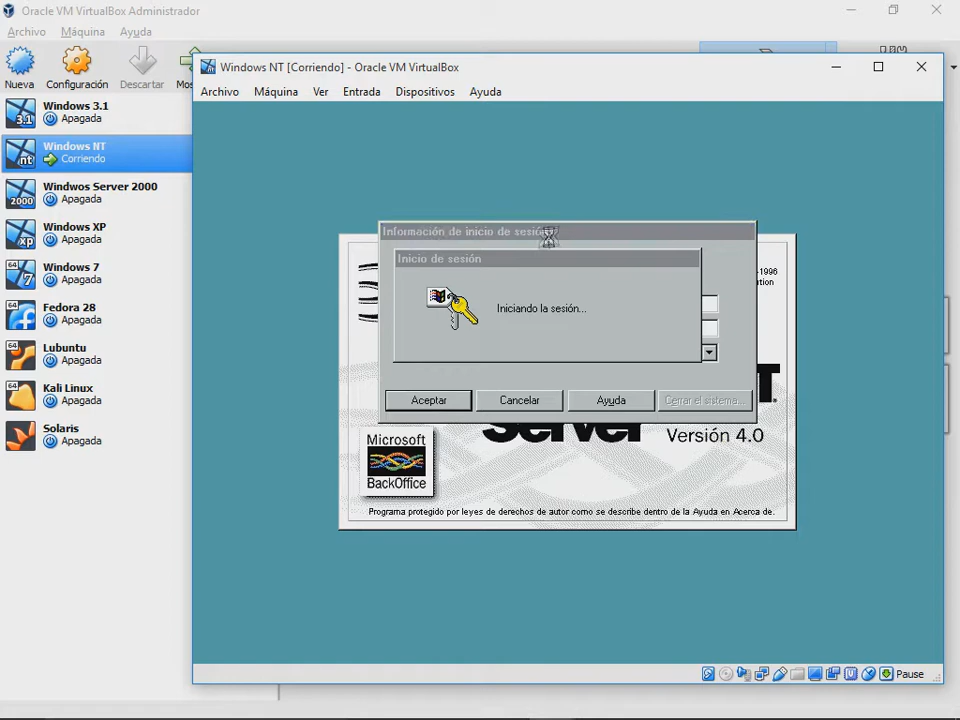 Oracle VM VirtualBox Administrador
Archivo Máquina Ayuda
Nueva Configuración Descartar
Windows 3.1
Apagada
Windows NT
Corriendo
Windwos Server 2000
Apagada
Windows XP
Apagada
Windows 7
Apagada
Fedora 28
Apagada
Lubuntu
Apagada
Kali Linux
Apagada
Solaris
Apagada
Windows NT [Corriendo] - Oracle VM VirtualBox
Archivo Máquina Ver Entrada Dispositivos Ayuda
Información de inicio de sesión
Inicio de sesión
Iniciando la sesión...
Aceptar Cancelar Ayuda Cerrar el sistema...
Server Versión 4.0
Microsoft
BackOffice
Programa protegido por leyes de derechos de autor como se describe dentro de la Ayuda en Acerca de.
Pause